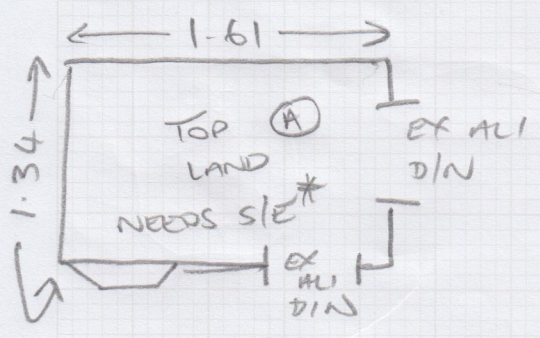 1.61
1.34
TOP Ⓐ
LAND
NEEDS S/E*
EX ALI
D/N
EX
ALI
D/N